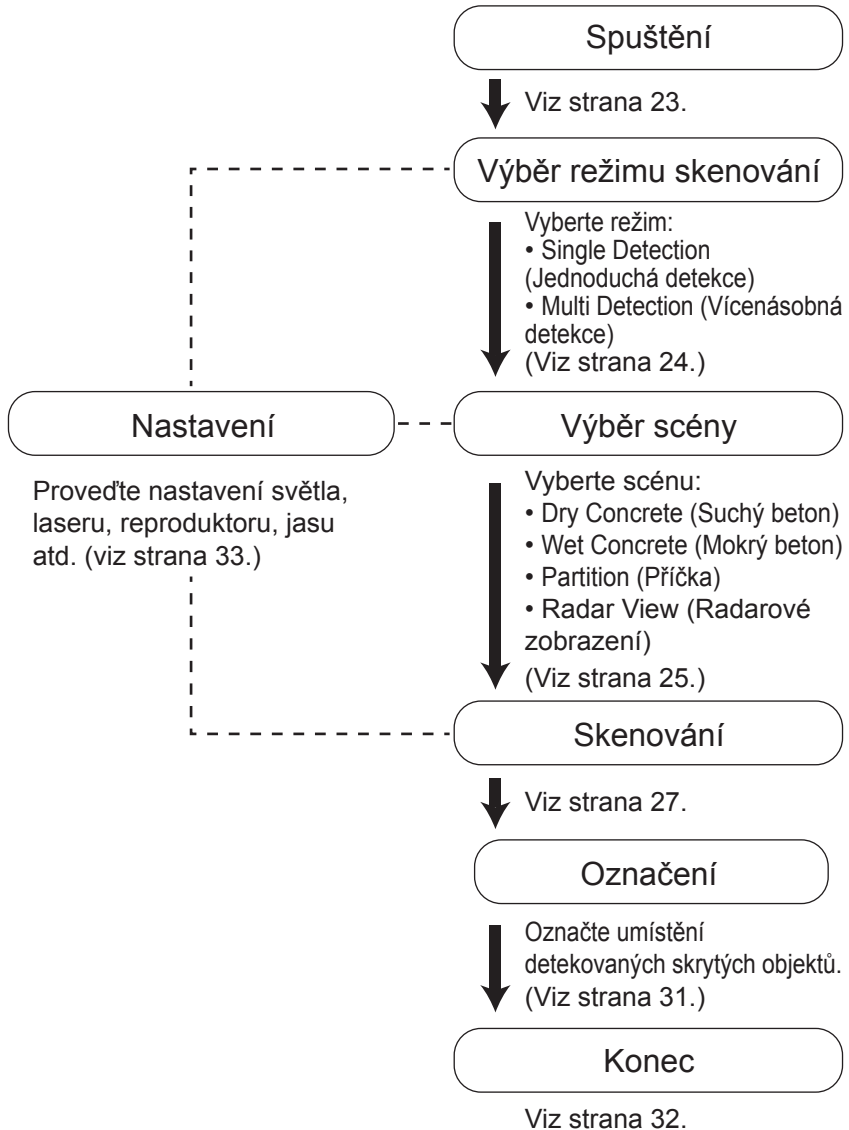 Spuštění
Viz strana 23.
Výběr režimu skenování
Vyberte režim:
• Single Detection
(Jednoduchá detekce)
• Multi Detection (Vícenásobná
detekce)
(Viz strana 24.)
Nastavení
Proveďte nastavení světla,
laseru, reproduktoru, jasu
atd. (viz strana 33.)
Výběr scény
Vyberte scénu:
• Dry Concrete (Suchý beton)
• Wet Concrete (Mokrý beton)
• Partition (Příčka)
• Radar View (Radarové
zobrazení)
(Viz strana 25.)
Skenování
Viz strana 27.
Označení
Označte umístění
detekovaných skrytých objektů.
(Viz strana 31.)
Konec
Viz strana 32.